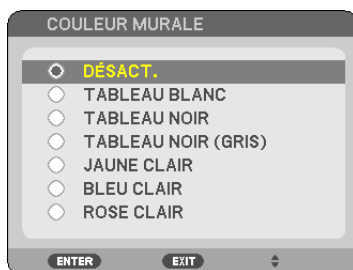 COULEUR MURALE
DÉSACT.
TABLEAU BLANC
TABLEAU NOIR
TABLEAU NOIR (GRIS)
JAUNE CLAIR
BLEU CLAIR
ROSE CLAIR
ENTER EXIT